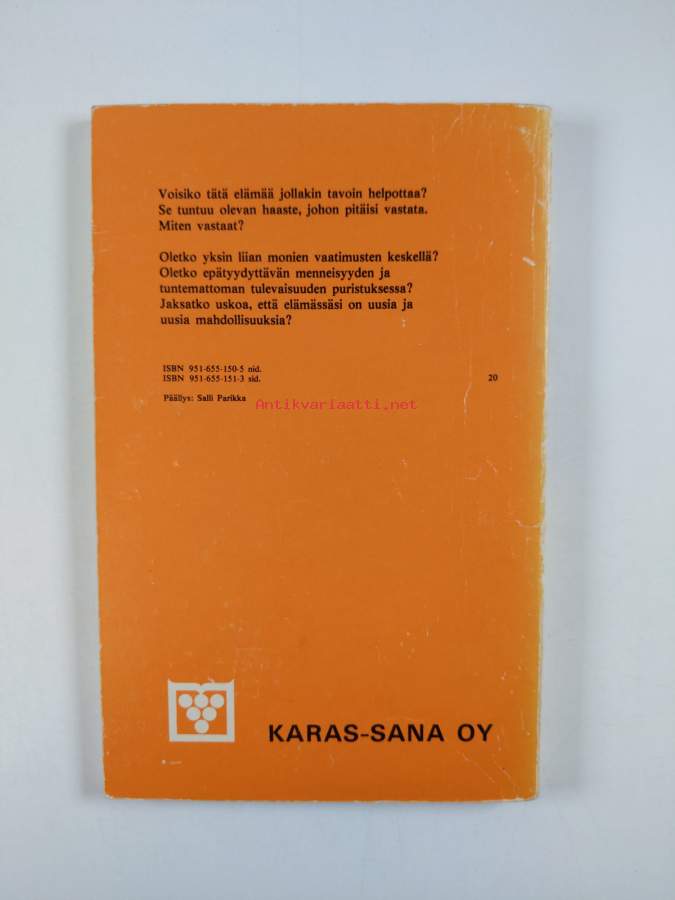 Voisiko tätä elämää jollakin tavoin helpottaa?
Se tuntuu olevan haaste, johon pitäisi vastata.
Miten vastaat?
Oletko yksin liian monien vaatimusten keskellä?
Oletko epätyydyttävän menneisyyden ja
tuntemattoman tulevaisuuden puristuksessa?
Jaksatko uskoa, että elämässäsi on uusia ja
uusia mahdollisuuksia?
ISBN 951-655-150-5 nid.
ISBN 951-655-151-3 sid. 20
Päällys: Salli Parikka
Antikvariaatti.net
KARAS-SANA OY